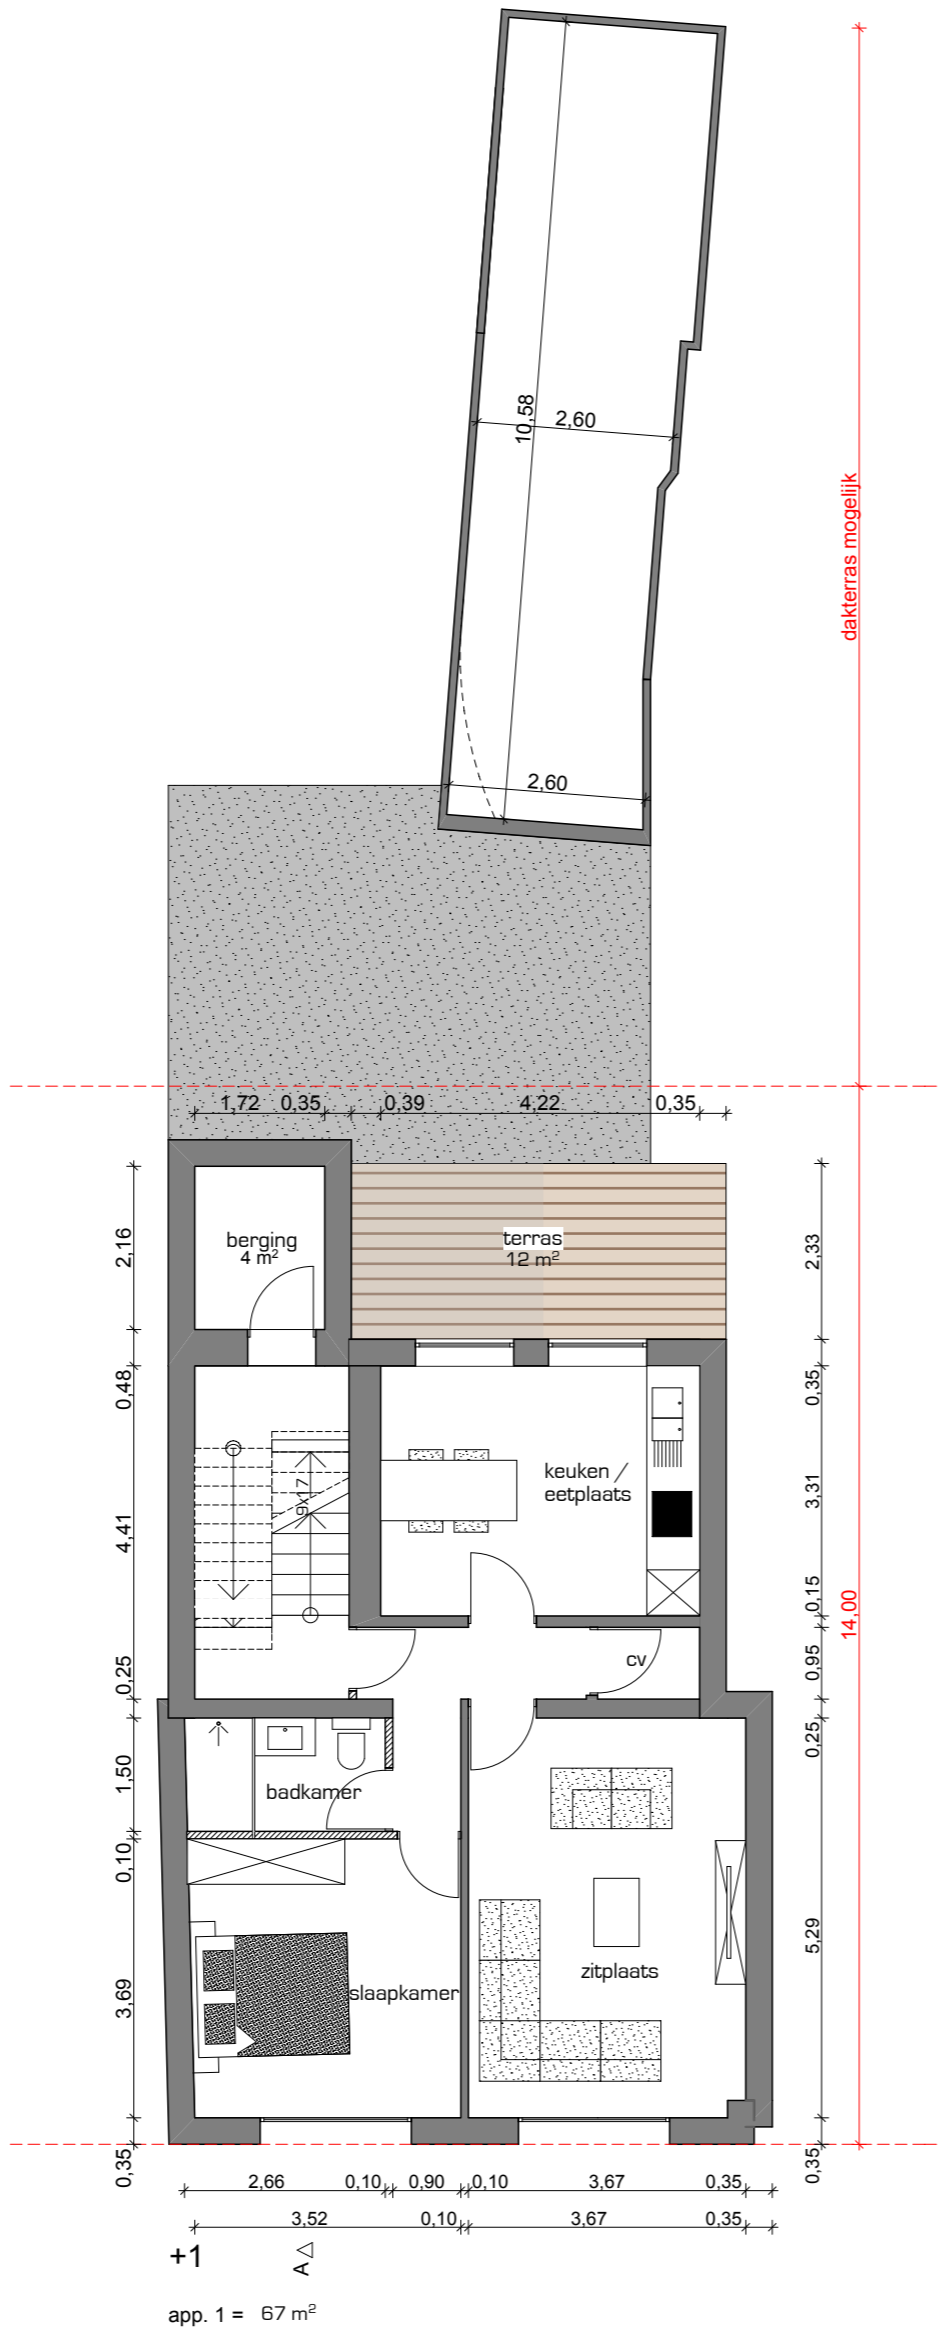 10,58
2,60
dakterras mogelijk
2,60
1,72 0,35 0,39 4,22 0,35
2,16
berging
4 m²
terras
12 m²
2,33
0,48
0,35
9x17
keuken /
eetplaats
4,41
3,31
0,15
14,00
0,25
cv
0,95
0,25
1,50
badkamer
0,10
5,29
3,69
slaapkamer
zitplaats
0,35
0,35
2,66 0,10 0,90 0,10 3,67 0,35
3,52 0,10 3,67 0,35
+1
A
app. 1 = 67 m²